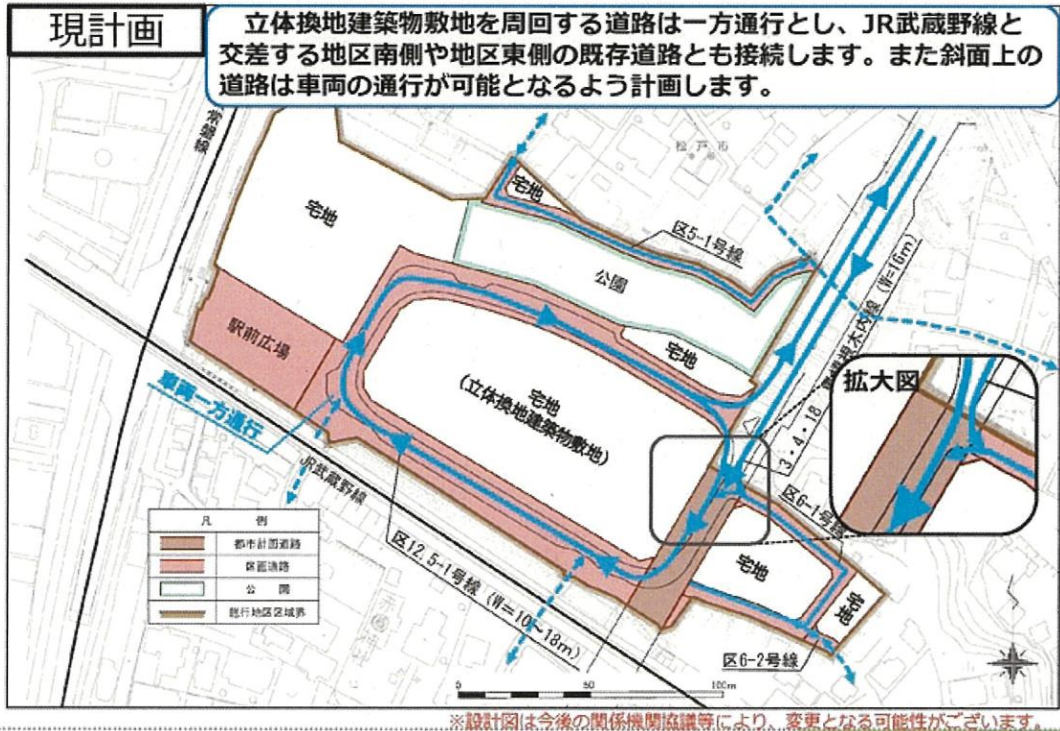 現計画
立体換地建築物敷地を周回する道路は一方通行とし、JR武蔵野線と
交差する地区南側や地区東側の既存道路とも接続します。また斜面上の
道路は車両の通行が可能となるよう計画します。
常磐線
松戸市
宅地
宅地
区5-1号線
公園
駅前広場
宅地
3・4・18
(W=16m)
拡大図
宅地
(立体換地建築物敷地)
車両一方通行
JR武蔵野線
区6-1号線
凡 例
都市計画道路
区画道路
公 園
施行地区区域界
区12.5-1号線 (W=10~18m)
宅地
宅地
区6-2号線
0 50 100m
※設計図は今後の関係機関協議等により、変更となる可能性がございます。